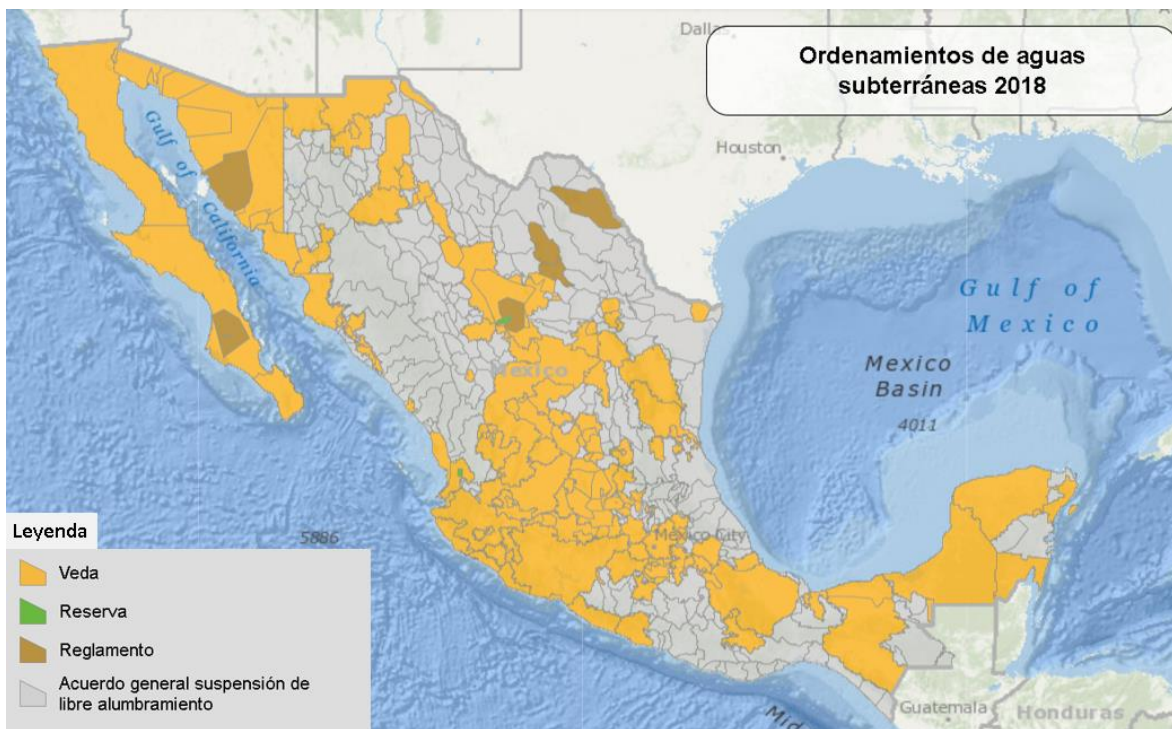 Ordenamientos de aguas
subterráneas 2018
Dallas
Houston
Gulf of
California
Gulf of
Mexico
Mexico
Basin
4011
Mexico
Mexico City
5886
Guatemala
Honduras
Mid
Leyenda
Veda
Reserva
Reglamento
Acuerdo general suspensión de
libre alumbramiento